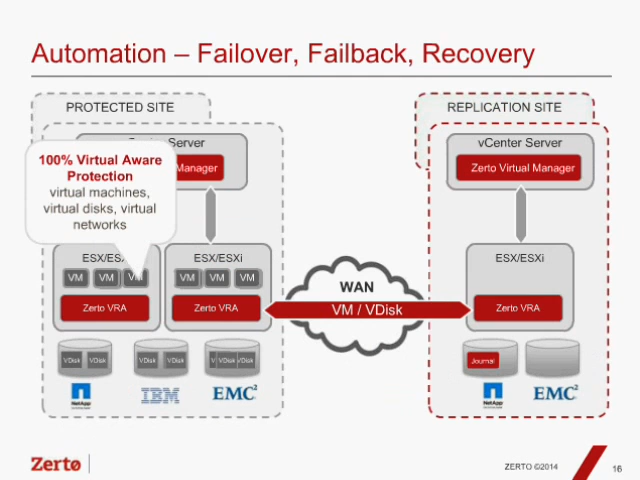 Automation – Failover, Failback, Recovery
PROTECTED SITE
REPLICATION SITE
Server
vCenter Server
100% Virtual Aware
Protection
virtual machines,
virtual disks, virtual
networks
Manager
Zerto Virtual Manager
ESX/ESXi
ESX/ESXi
VM VM VM
VM VM VM
Zerto VRA
Zerto VRA
WAN
VM / VDisk
Zerto VRA
VDisk VDisk
VDisk VDisk
VDisk
Journal
NetApp
IBM
EMC²
NetApp
EMC²
Zerto
ZERTO ©2014
16